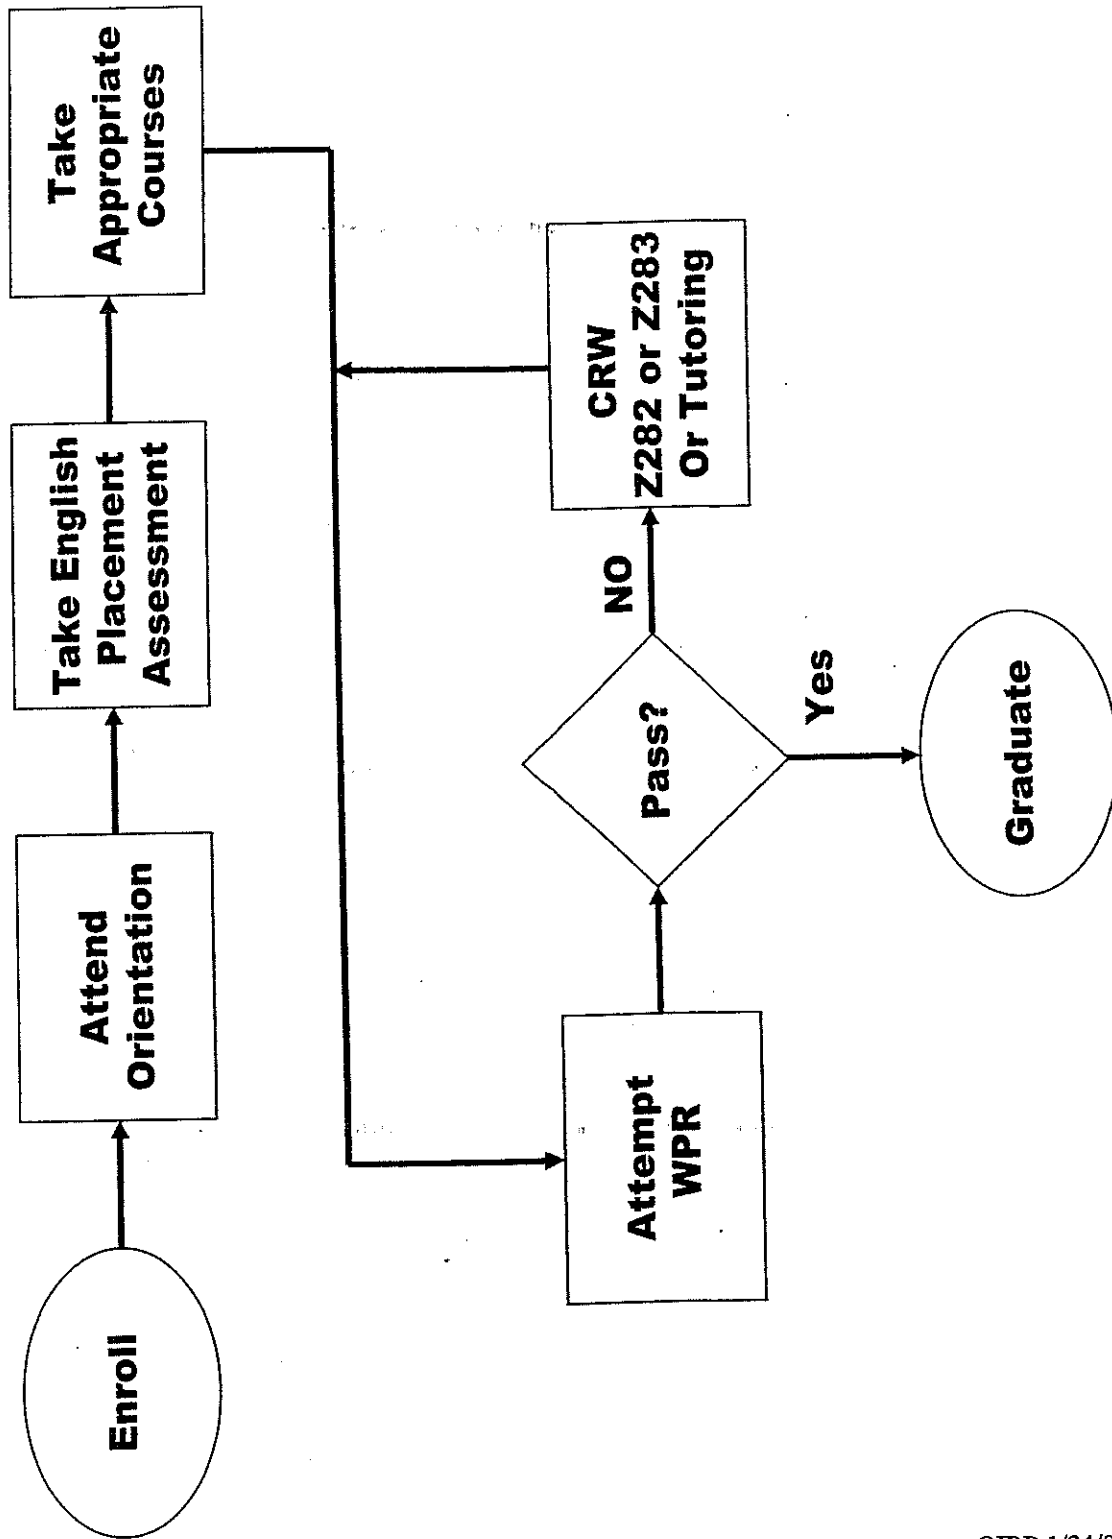 Enroll
Attend
Orientation
Take English
Placement
Assessment
Take
Appropriate
Courses
Attempt
WPR
Pass?
NO
CRW
Z282 or Z283
Or Tutoring
Yes
Graduate